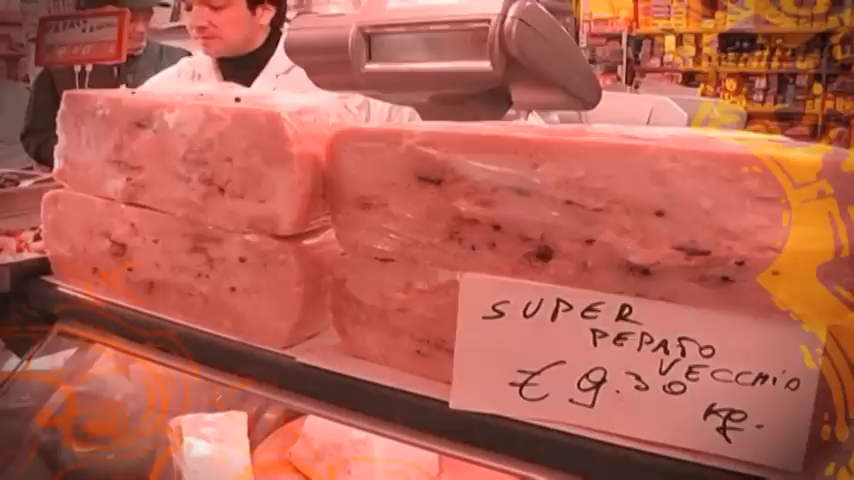 SUPER
PEPATO
VECCHIO
€ 9.30
KG.